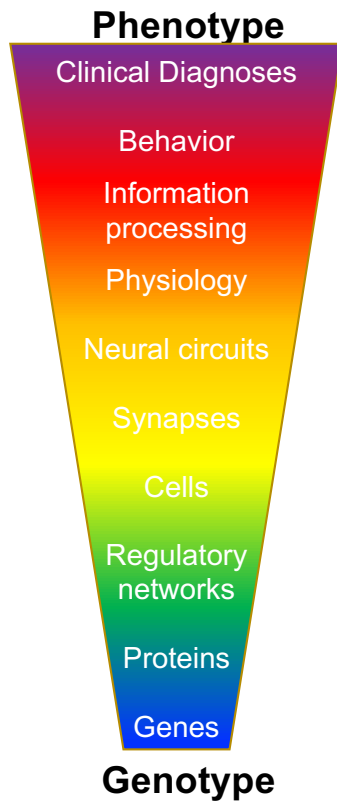 Phenotype
Clinical Diagnoses
Behavior
Information
processing
Physiology
Neural circuits
Synapses
Cells
Regulatory
networks
Proteins
Genes
Genotype